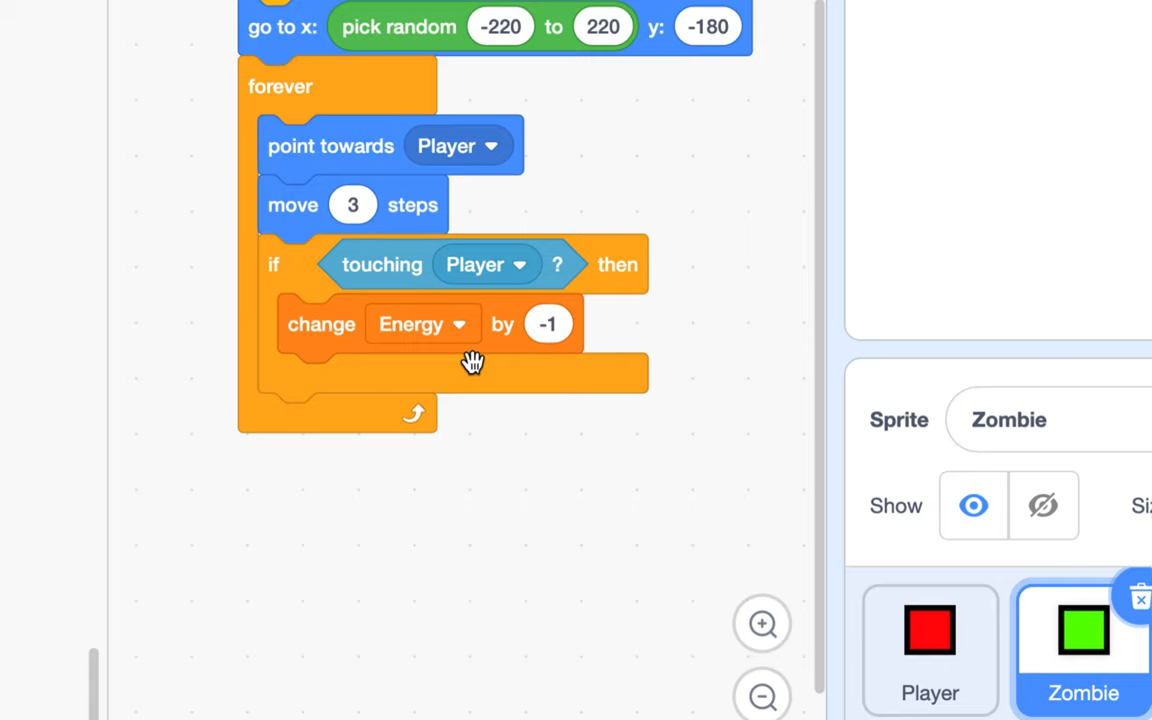 go to x: pick random -220 to 220 y: -180
forever
point towards Player
move 3 steps
if touching Player ? then
change Energy by -1
Sprite Zombie
Show
Player
Zombie